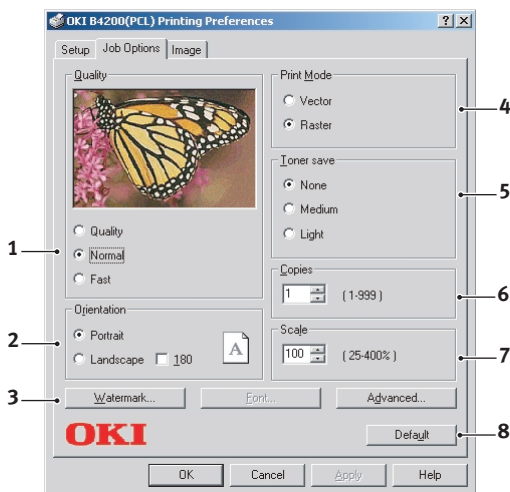 OKI B4200(PCL) Printing Preferences
Setup Job Options Image
Quality
Quality
Normal
Fast
Orientation
Portrait
Landscape 180
A
Print Mode
Vector
Raster
Toner save
None
Medium
Light
Copies
1 (1-999)
Scale
100 (25-400%)
Watermark... Font... Advanced...
OKI
Default
OK Cancel Apply Help
1
2
3
4
5
6
7
8